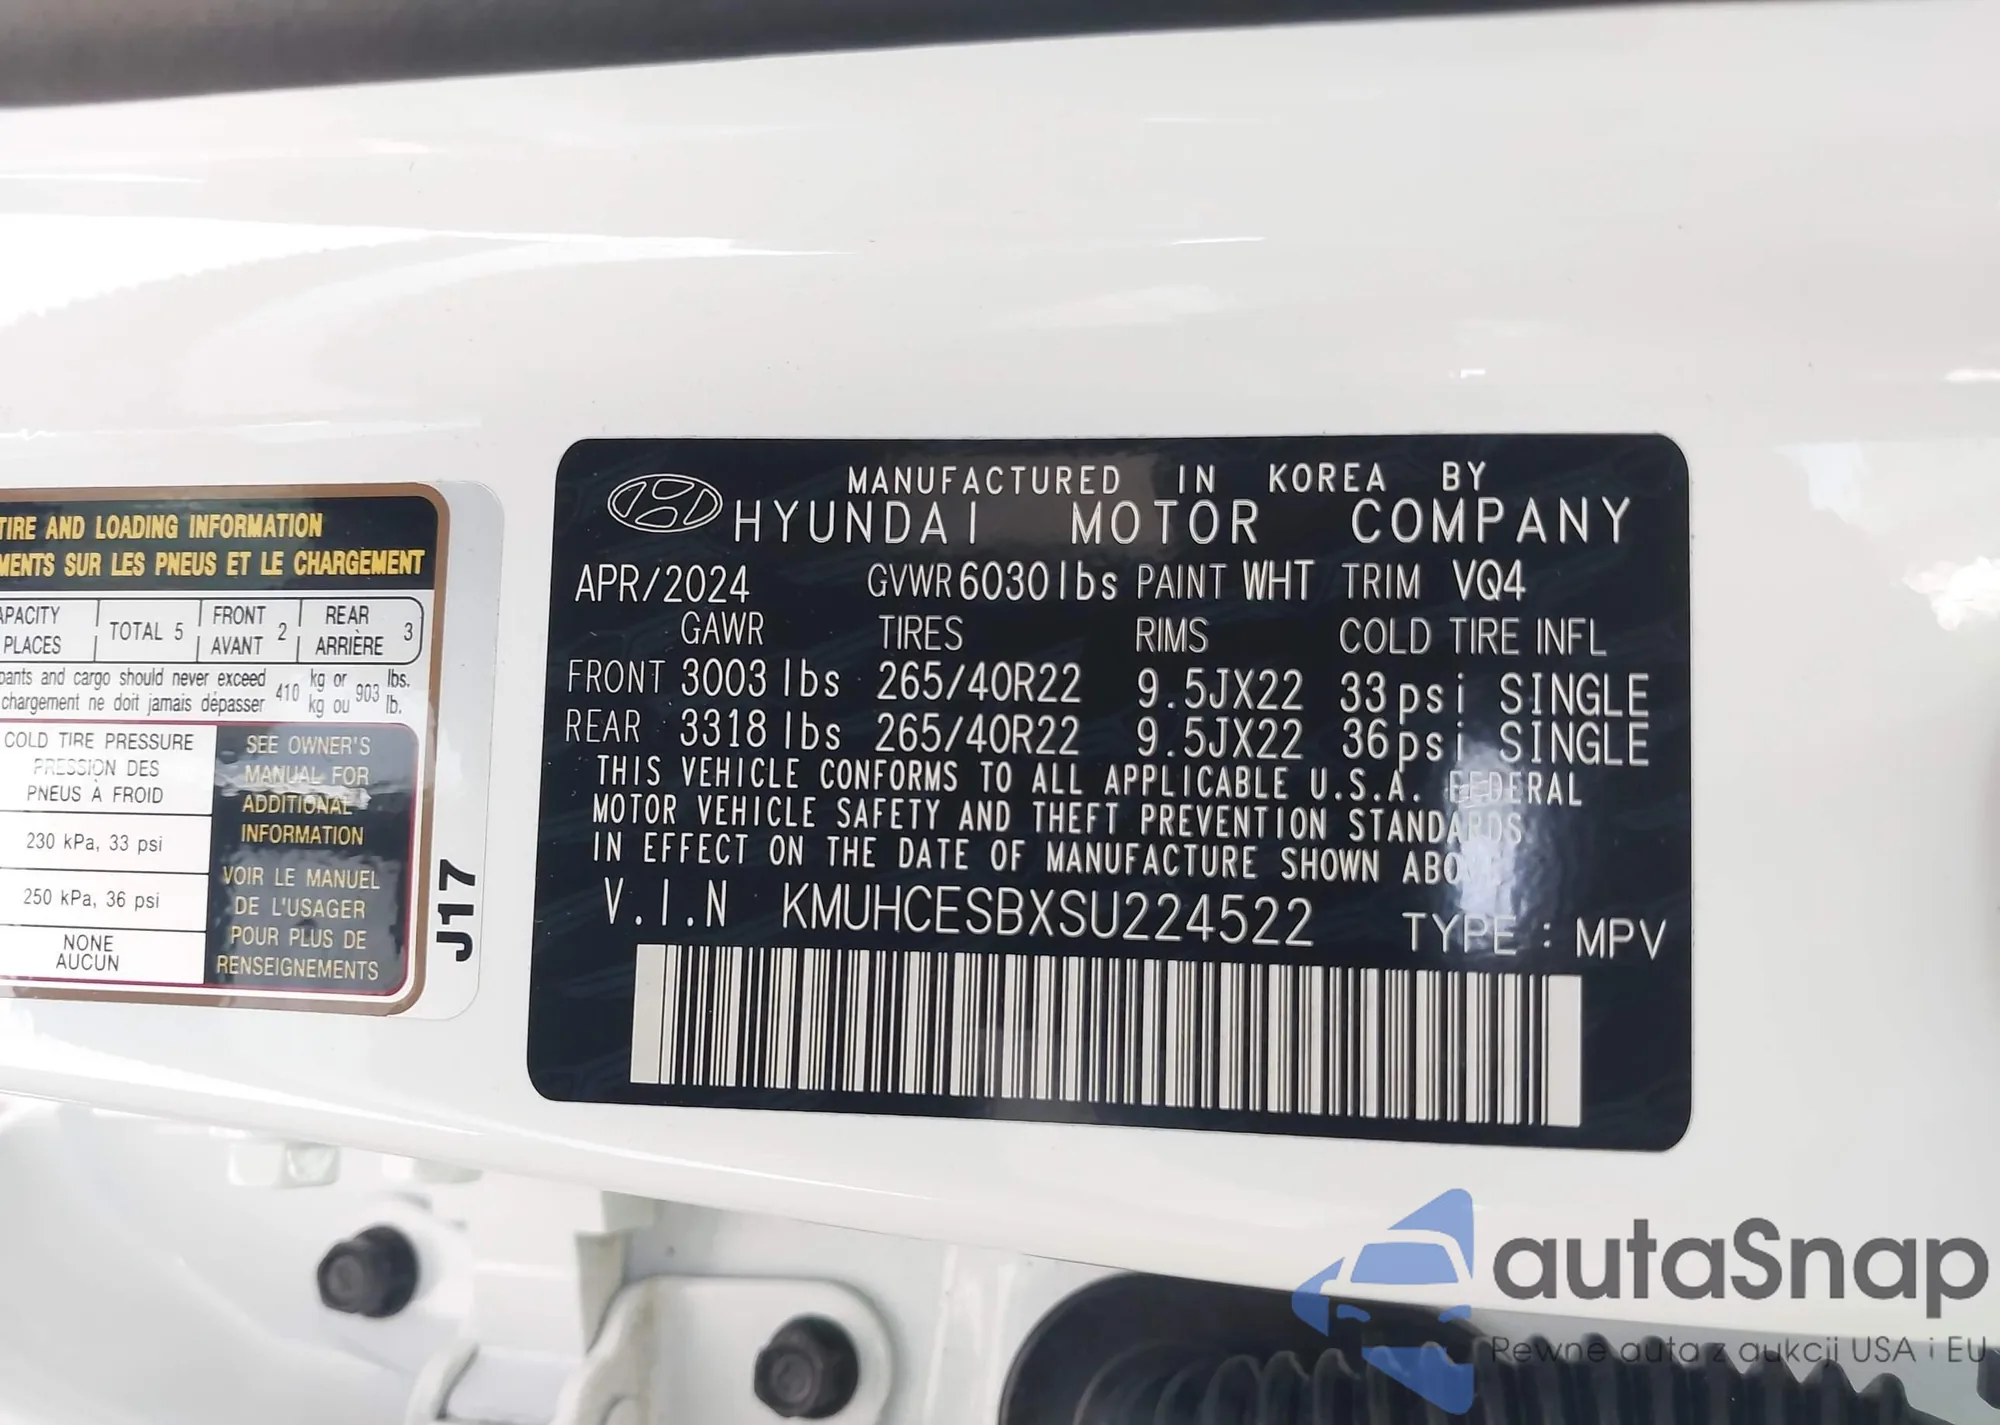 TIRE AND LOADING INFORMATION
MENTS SUR LES PNEUS ET LE CHARGEMENT
APACITY
PLACES
TOTAL 5
FRONT
AVANT
2
REAR
ARRIÈRE
3
pants and cargo should never exceed
chargement ne doit jamais dépasser
410
kg or
kg ou
903
lbs.
lb.
COLD TIRE PRESSURE
PRESSION DES
PNEUS À FROID
230 kPa, 33 psi
250 kPa, 36 psi
NONE
AUCUN
SEE OWNER'S
MANUAL FOR
ADDITIONAL
INFORMATION
VOIR LE MANUEL
DE L'USAGER
POUR PLUS DE
RENSEIGNEMENTS
J17
MANUFACTURED IN KOREA BY
HYUNDAI MOTOR COMPANY
APR/2024 GVWR 6030lbs PAINT WHT TRIM VQ4
GAWR TIRES RIMS COLD TIRE INFL
FRONT 3003 lbs 265/40R22 9.5JX22 33psi SINGLE
REAR 3318 lbs 265/40R22 9.5JX22 36psi SINGLE
THIS VEHICLE CONFORMS TO ALL APPLICABLE U.S.A. FEDERAL
MOTOR VEHICLE SAFETY AND THEFT PREVENTION STANDARDS
IN EFFECT ON THE DATE OF MANUFACTURE SHOWN ABOVE
V.I.N KMUHCESBXSU224522 TYPE : MPV
autaSnap
Pewne auta z aukcji USA i EU